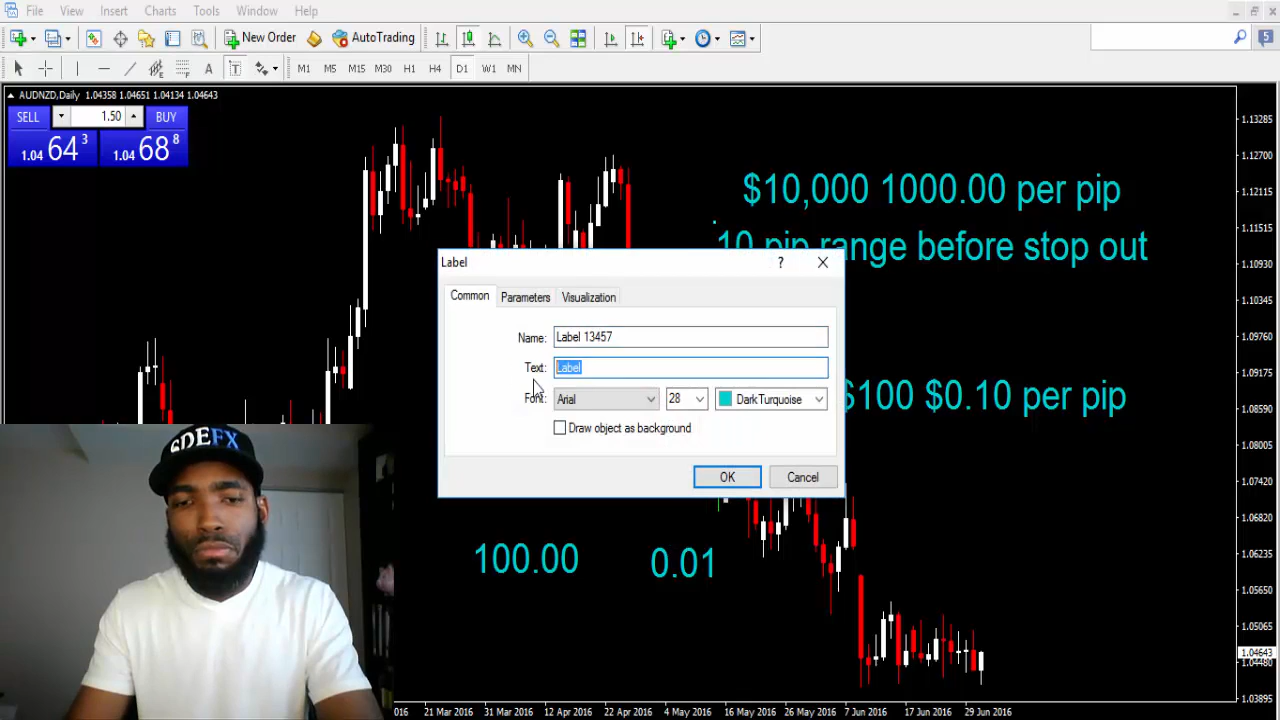 File View Insert Charts Tools Window Help
New Order AutoTrading 5
A T M1 M5 M15 M30 H1 H4 D1 W1 MN
AUDNZD,Daily 1.04358 1.04651 1.04134 1.04643
SELL 1.50 BUY
1.04 64 3 1.04 68 8
$10,000 1000.00 per pip
10 pip range before stop out
Label ?
Common Parameters Visualization
Name: Label 13457
Text: Label
Font: Arial 28 DarkTurquoise
Draw object as background
OK Cancel
$100 $0.10 per pip
100.00 0.01
GDEFX
1.13285
1.12700
1.12115
1.11515
1.10930
1.10345
1.09760
1.09175
1.08590
1.08005
1.07420
1.06820
1.06235
1.05650
1.05065
1.04643
1.04480
1.03895
016 21 Mar 2016 31 Mar 2016 12 Apr 2016 22 Apr 2016 4 May 2016 16 May 2016 26 May 2016 7 Jun 2016 17 Jun 2016 29 Jun 2016